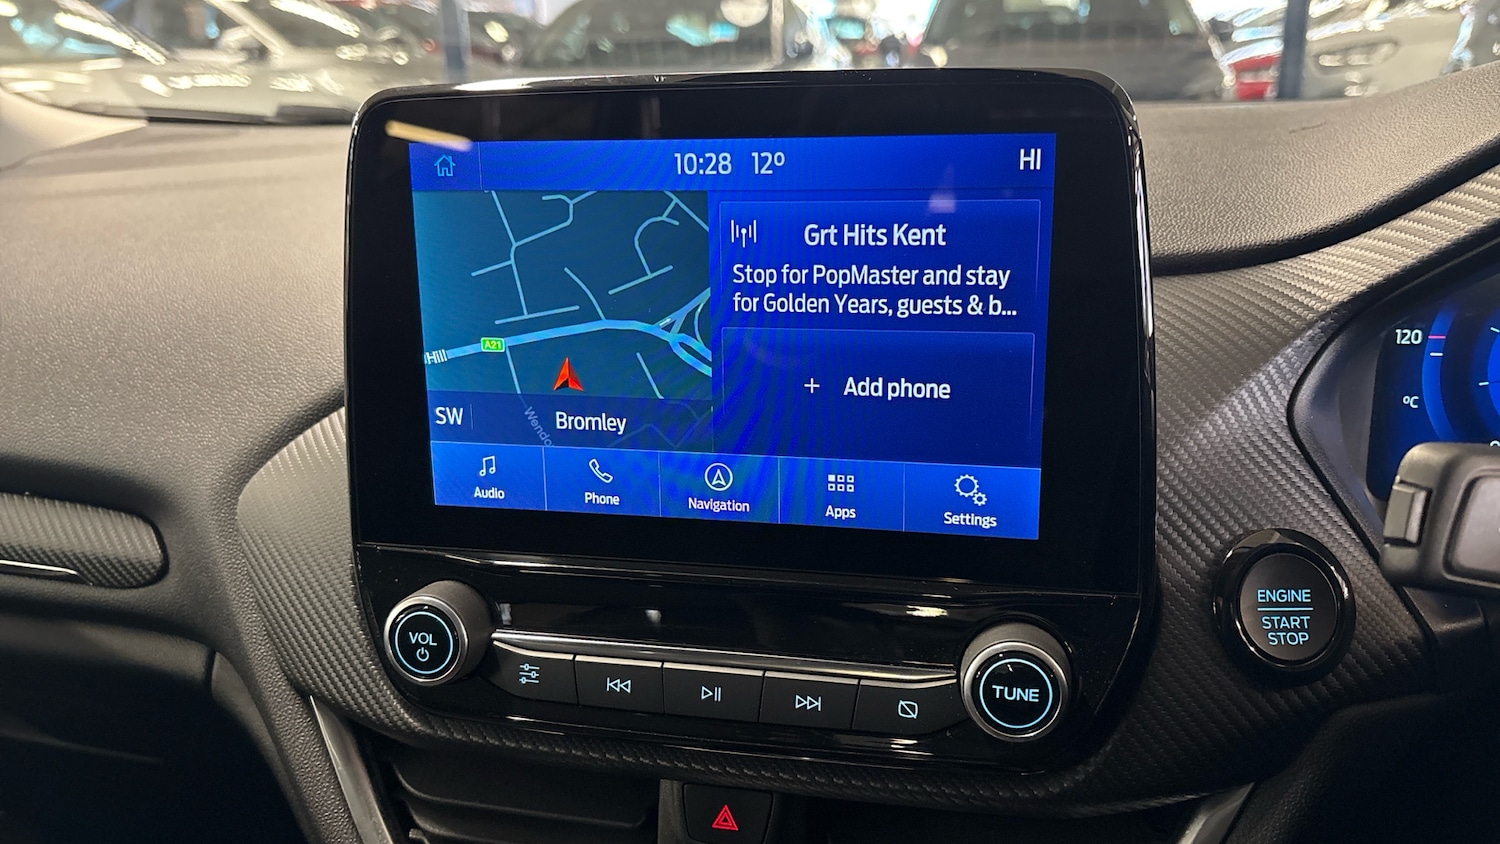 10:28 12º
HI
Grt Hits Kent
Stop for PopMaster and stay
for Golden Years, guests & b...
+ Add phone
Hill
A21
Wendo
SW
Bromley
Audio
Phone
Navigation
Apps
Settings
120
ºC
VOL
TUNE
ENGINE
START
STOP